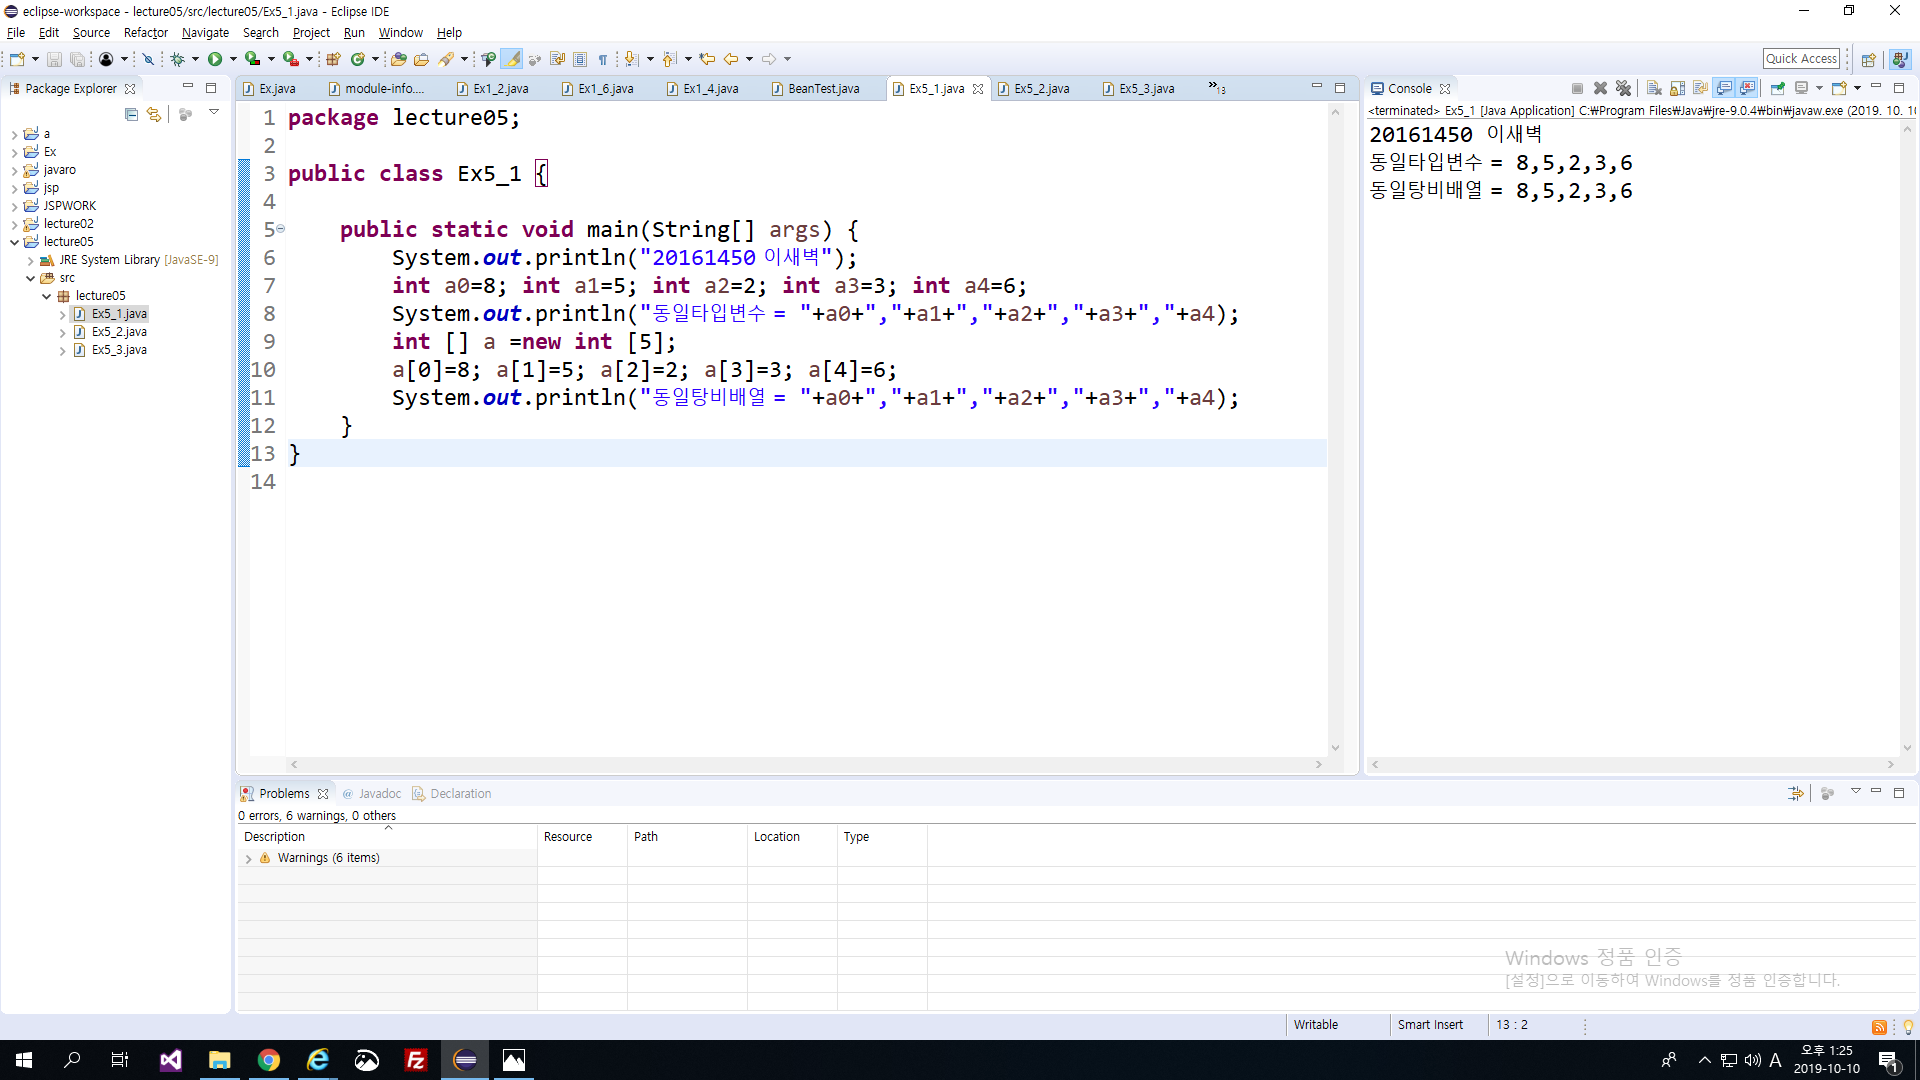 eclipse-workspace - lecture05/src/lecture05/Ex5_1.java - Eclipse IDE
File Edit Source Refactor Navigate Search Project Run Window Help
Quick Access
Package Explorer
a
Ex
javaro
jsp
JSPWORK
lecture02
lecture05
JRE System Library [JavaSE-9]
src
lecture05
Ex5_1.java
Ex5_2.java
Ex5_3.java
Ex.java module-info.... Ex1_2.java Ex1_6.java Ex1_4.java BeanTest.java Ex5_1.java Ex5_2.java Ex5_3.java »13
1 package lecture05;
2
3 public class Ex5_1 {
4
5 public static void main(String[] args) {
6 System.out.println("20161450 이새벽");
7 int a0=8; int a1=5; int a2=2; int a3=3; int a4=6;
8 System.out.println("동일타입변수 = "+a0+","+a1+","+a2+","+a3+","+a4);
9 int [] a =new int [5];
10 a[0]=8; a[1]=5; a[2]=2; a[3]=3; a[4]=6;
11 System.out.println("동일탕비배열 = "+a0+","+a1+","+a2+","+a3+","+a4);
12 }
13 }
14
Console
<terminated> Ex5_1 [Java Application] C:₩Program Files₩Java₩jre-9.0.4₩bin₩javaw.exe (2019. 10. 10
20161450 이새벽
동일타입변수 = 8,5,2,3,6
동일탕비배열 = 8,5,2,3,6
Problems Javadoc Declaration
0 errors, 6 warnings, 0 others
Description Resource Path Location Type
Warnings (6 items)
Windows 정품 인증
[설정]으로 이동하여 Windows를 정품 인증합니다.
Writable Smart Insert 13 : 2
A 오후 1:25
2019-10-10
1